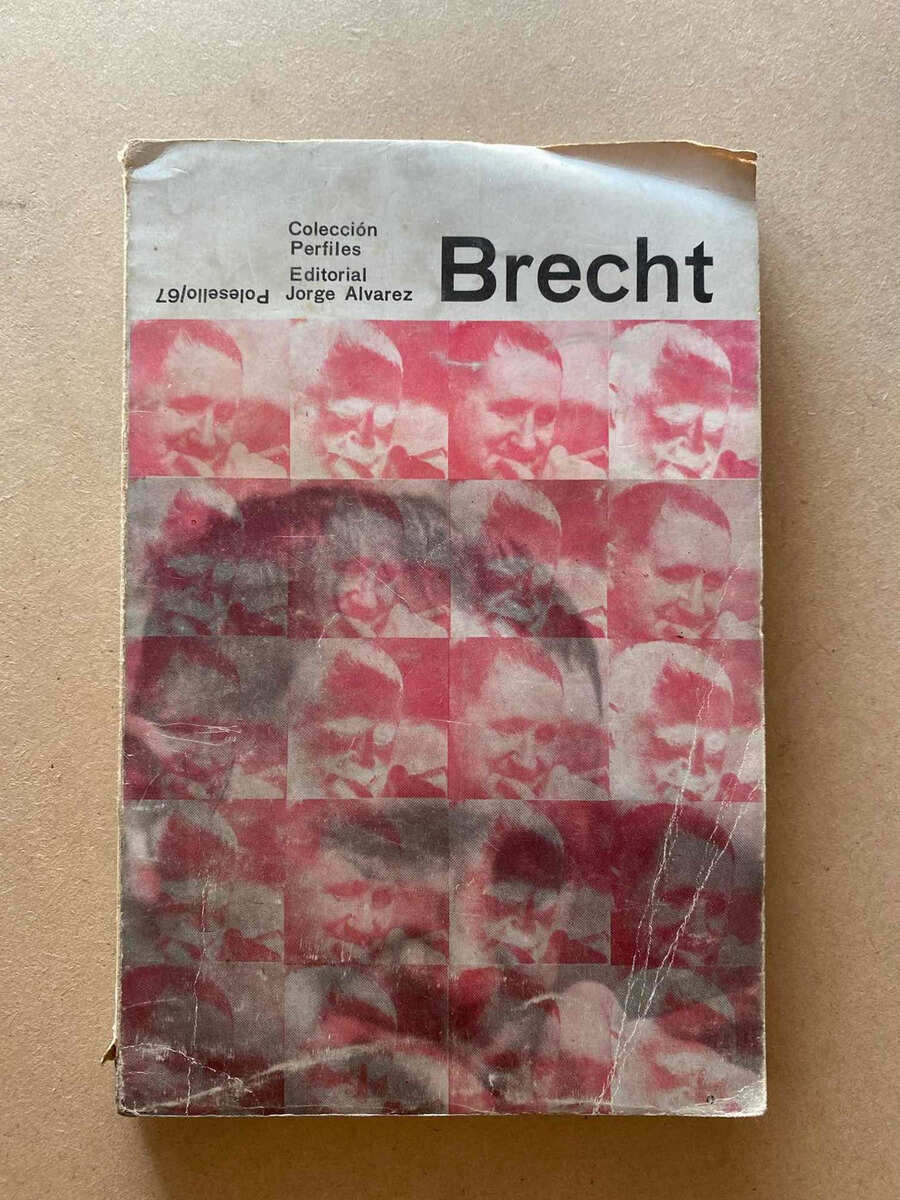 Colección
Perfiles
Editorial
Jorge Alvarez
Brecht
Polesello/67